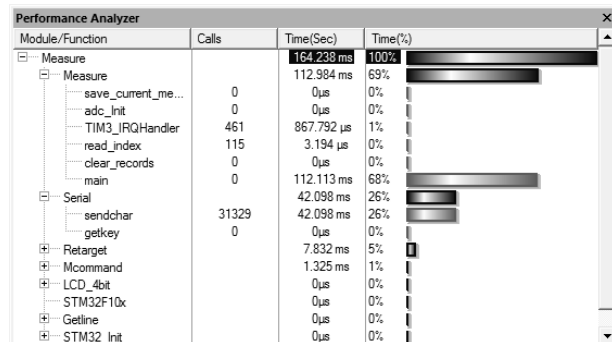 Performance Analyzer
Module/Function Calls Time(Sec) Time(%)
Measure 164.238 ms 100%
Measure 112.984 ms 69%
save_current_me... 0 0µs 0%
adc_Init 0 0µs 0%
TIM3_IRQHandler 461 867.792 µs 1%
read_index 115 3.194 µs 0%
clear_records 0 0µs 0%
main 0 112.113 ms 68%
Serial 42.098 ms 26%
sendchar 31329 42.098 ms 26%
getkey 0 0µs 0%
Retarget 7.832 ms 5%
Mcommand 1.325 ms 1%
LCD_4bit 0µs 0%
STM32F10x 0µs 0%
Getline 0µs 0%
STM32_Init 0µs 0%